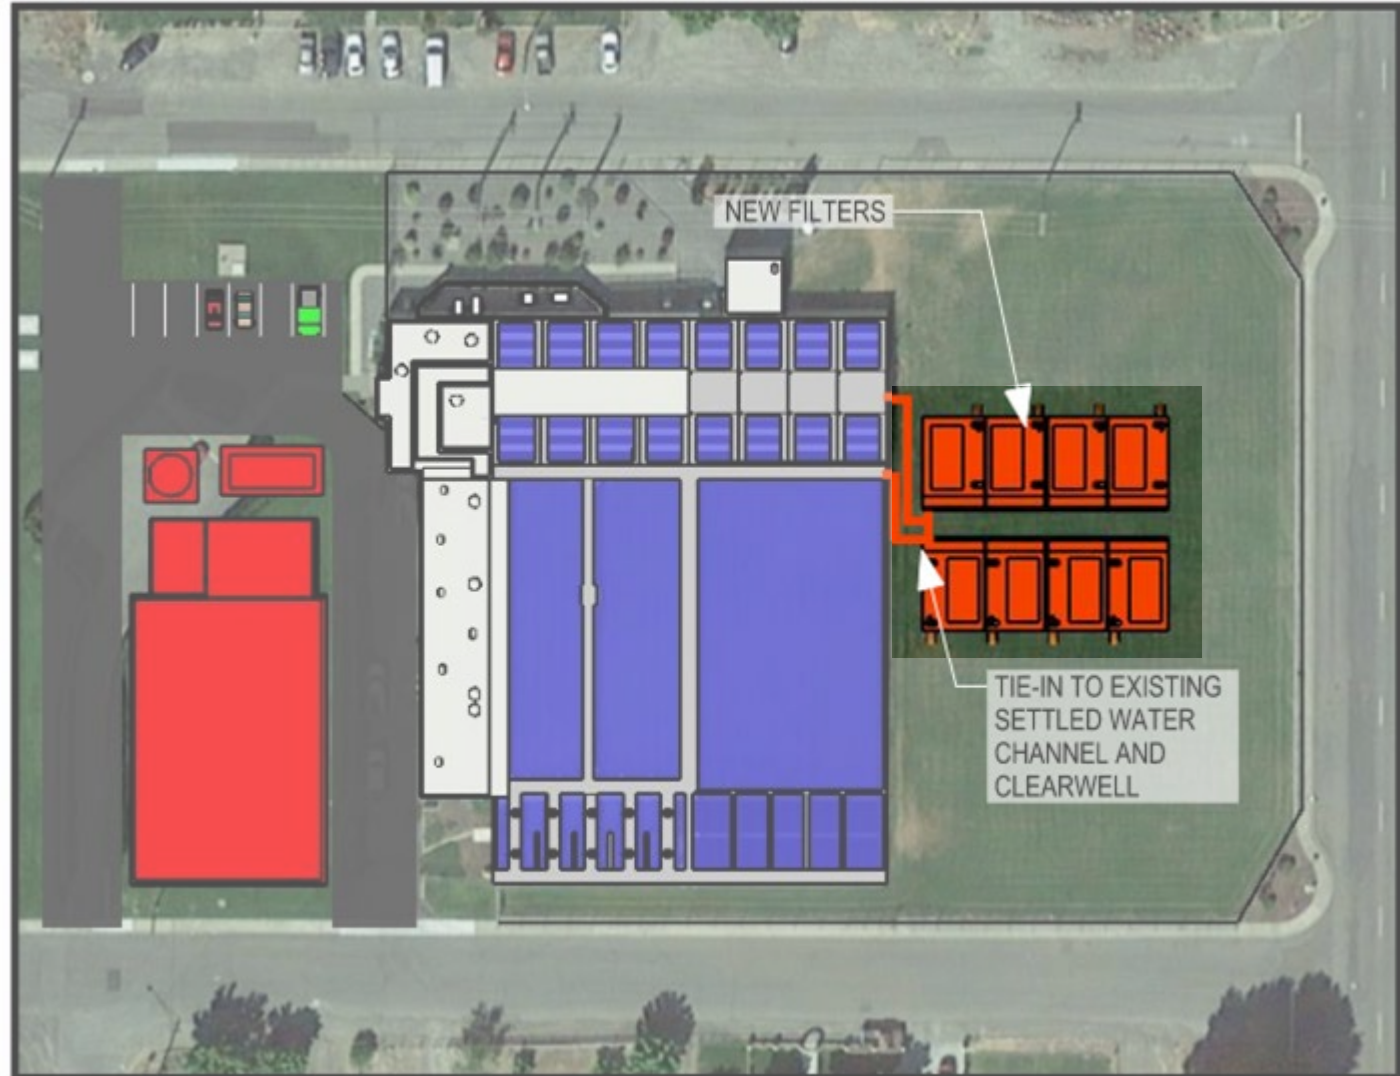 NEW FILTERS
TIE-IN TO EXISTING
SETTLED WATER
CHANNEL AND
CLEARWELL